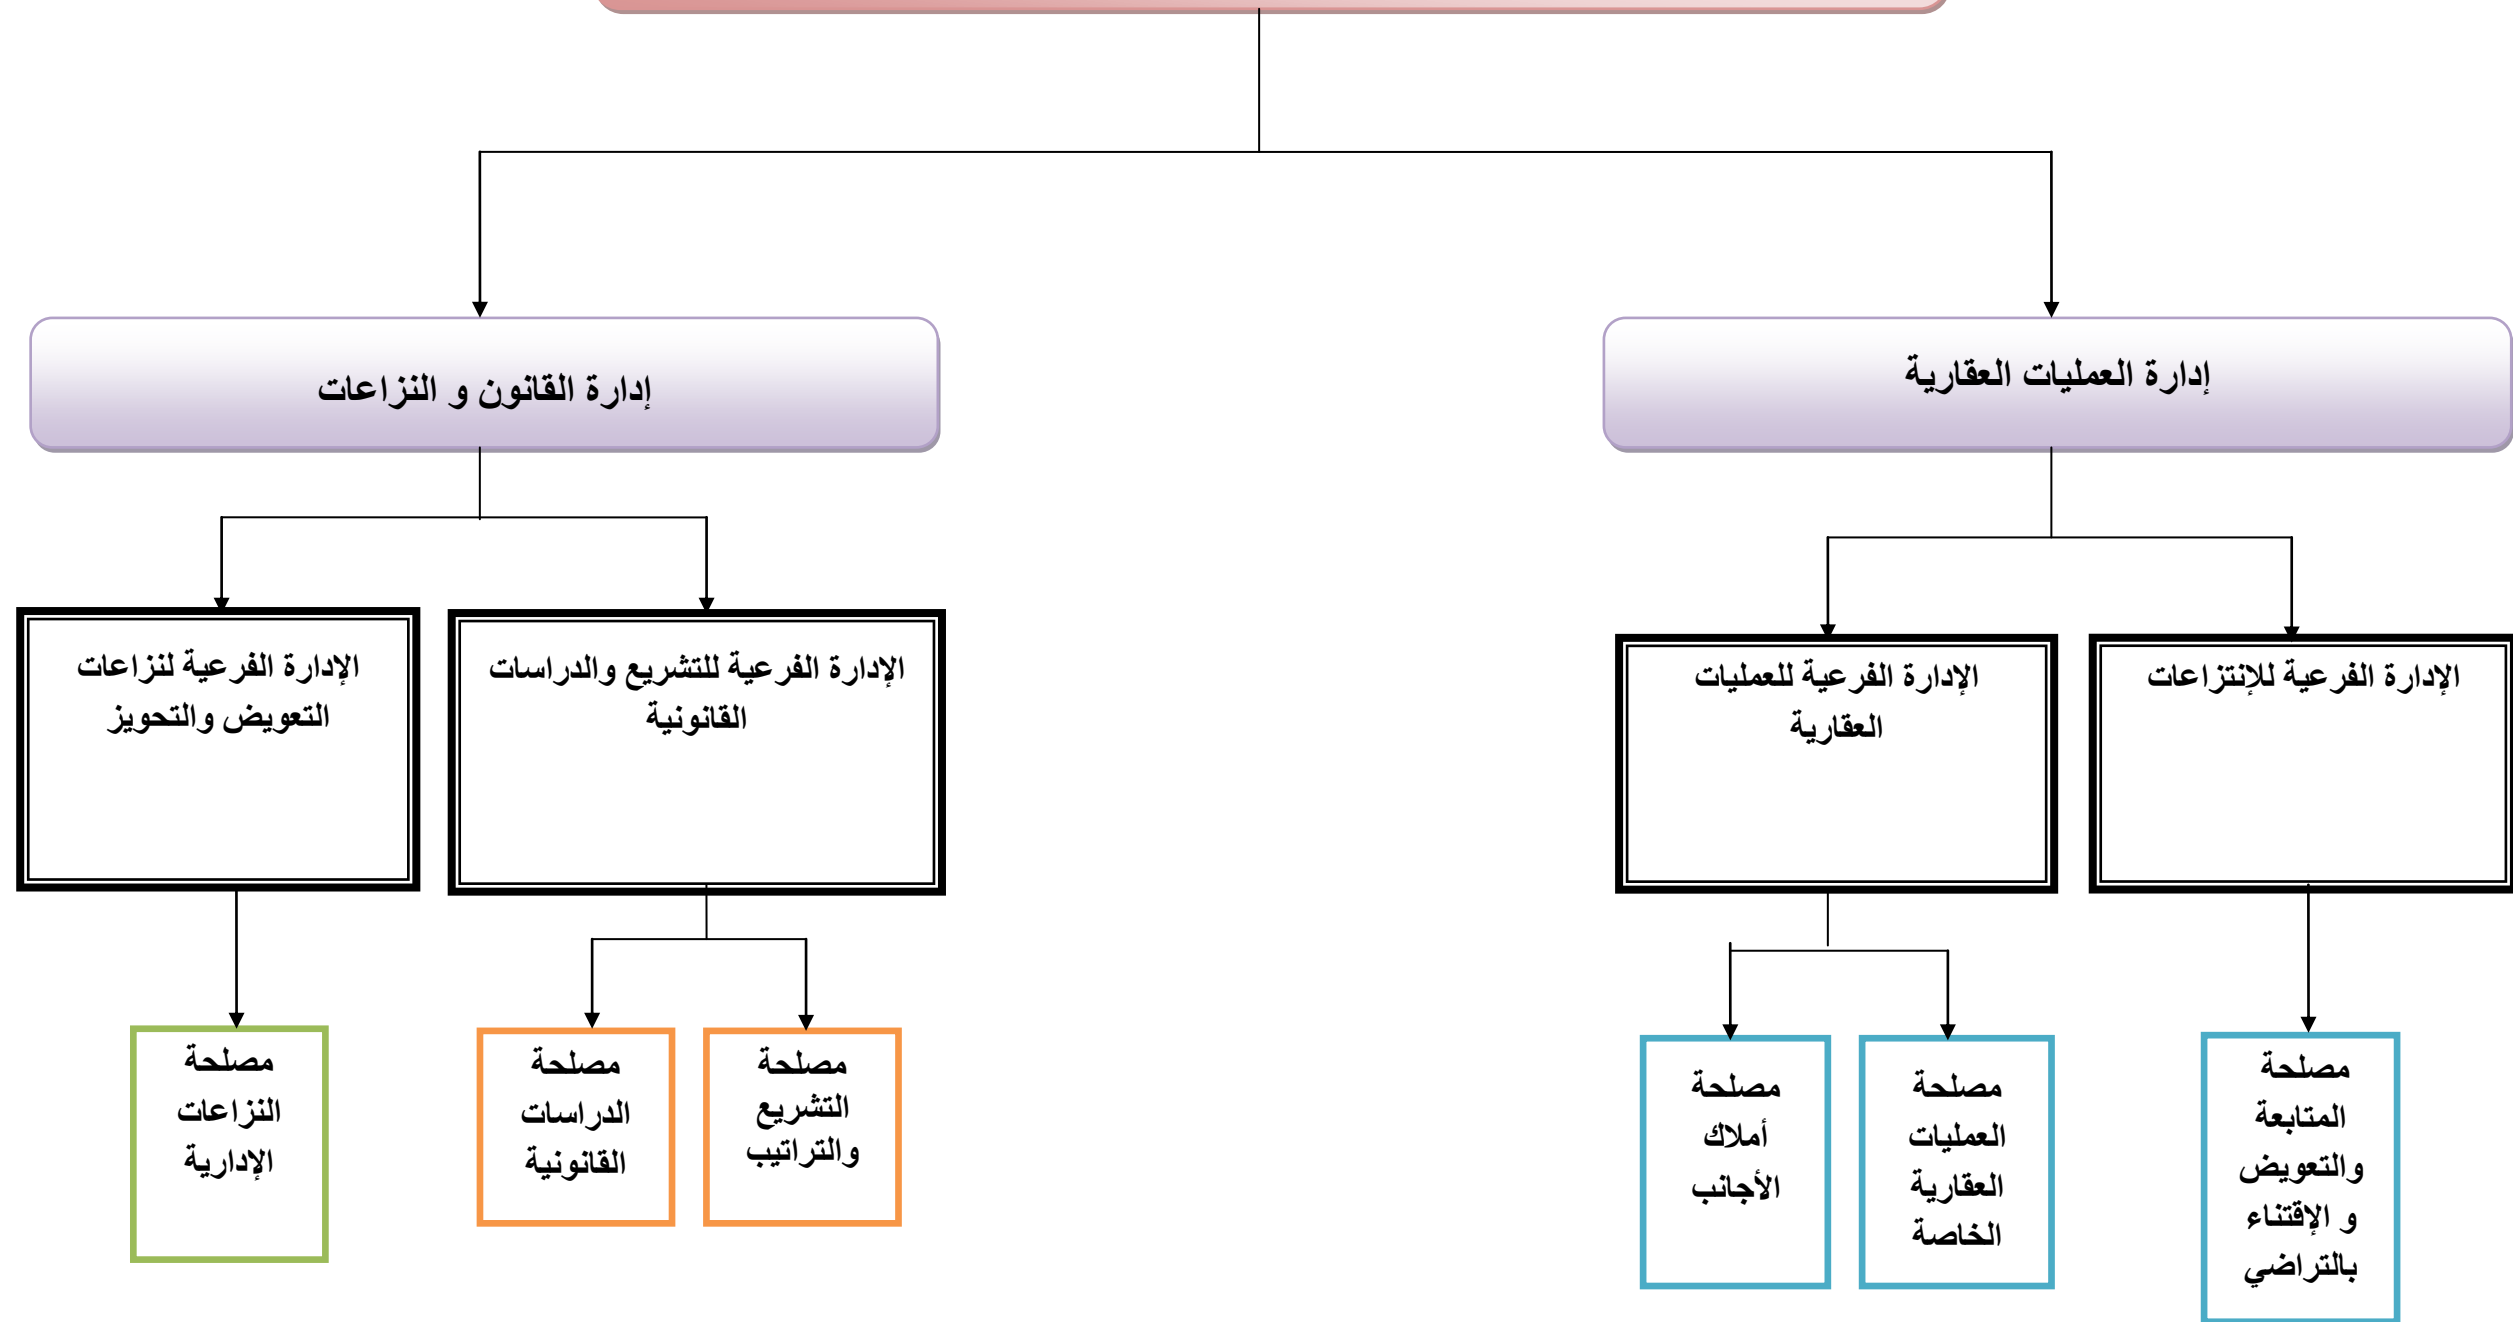 إدارة العمليات العقارية
إدارة القانون و النزاعات
الإدارة الفرعية للإنتزاعات
الإدارة الفرعية للعمليات
العقارية
الإدارة الفرعية للتشريع والدراسات
القانونية
الإدارة الفرعية لنزاعات
التعويض والتحويز
مصلحة
المتابعة
والتعويض
و الإقتناء
بالتراضي
مصلحة
العمليات
العقارية
الخاصة
مصلحة
أملاك
الأجانب
مصلحة
التشريع
والتراتيب
مصلحة
الدراسات
القانونية
مصلحة
النزاعات
الإدارية